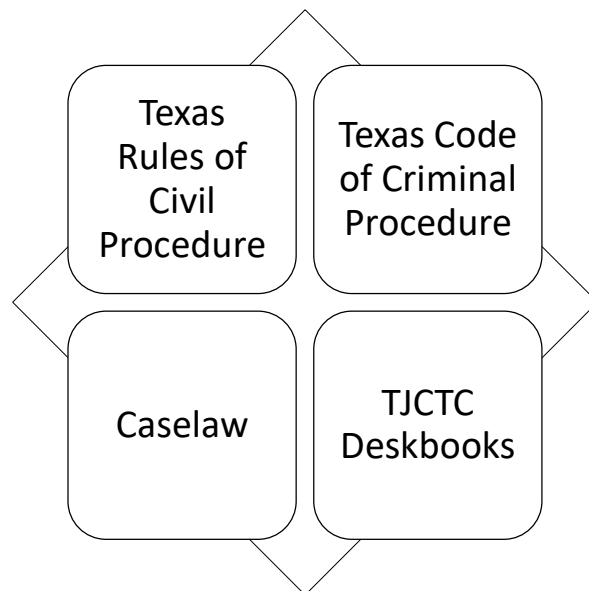 Texas
Rules of
Civil
Procedure
Texas Code
of Criminal
Procedure
Caselaw
TJCTC
Deskbooks